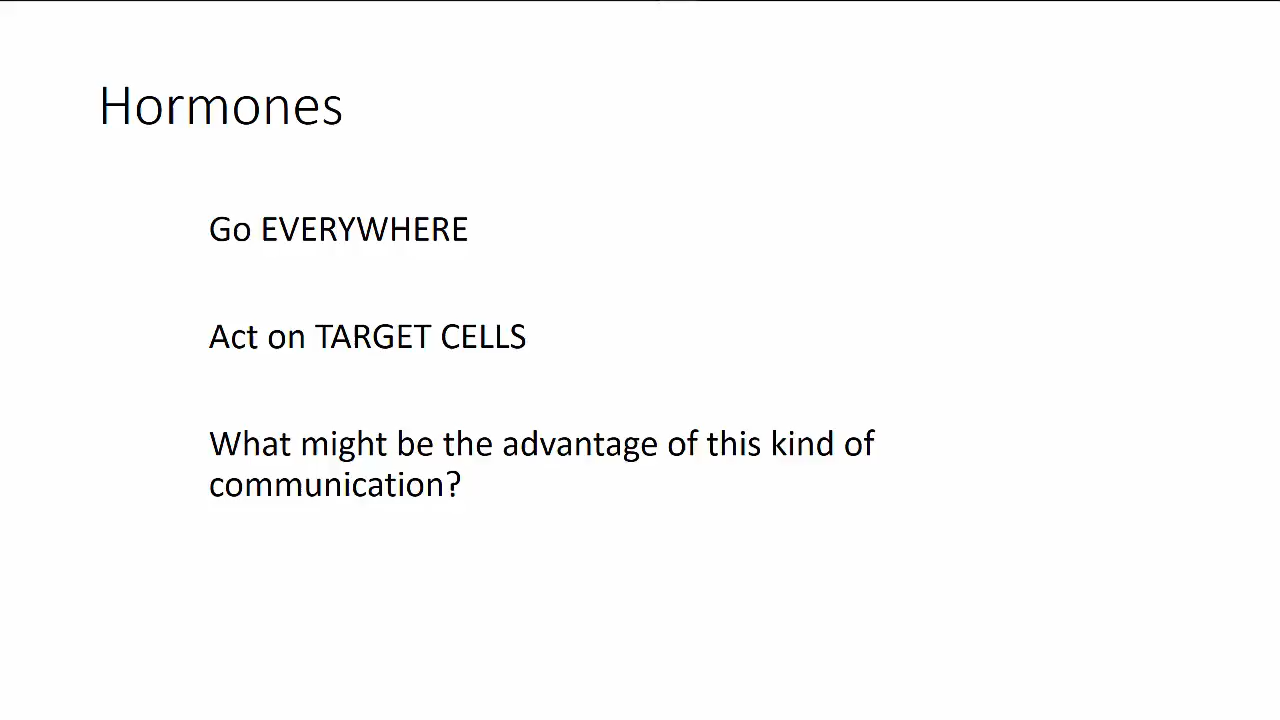 Hormones
Go EVERYWHERE
Act on TARGET CELLS
What might be the advantage of this kind of
communication?